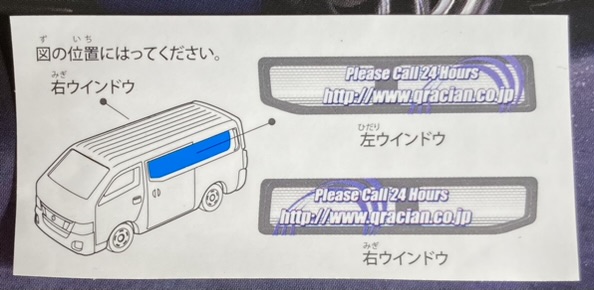 図の位置にはってください。
ずいち
右ウインドウ
みぎ
Please Call 24 Hours
http://www.qracian.co.jp
左ウインドウ
ひだり
Please Call 24 Hours
http://www.qracian.co.jp
右ウインドウ
みぎ